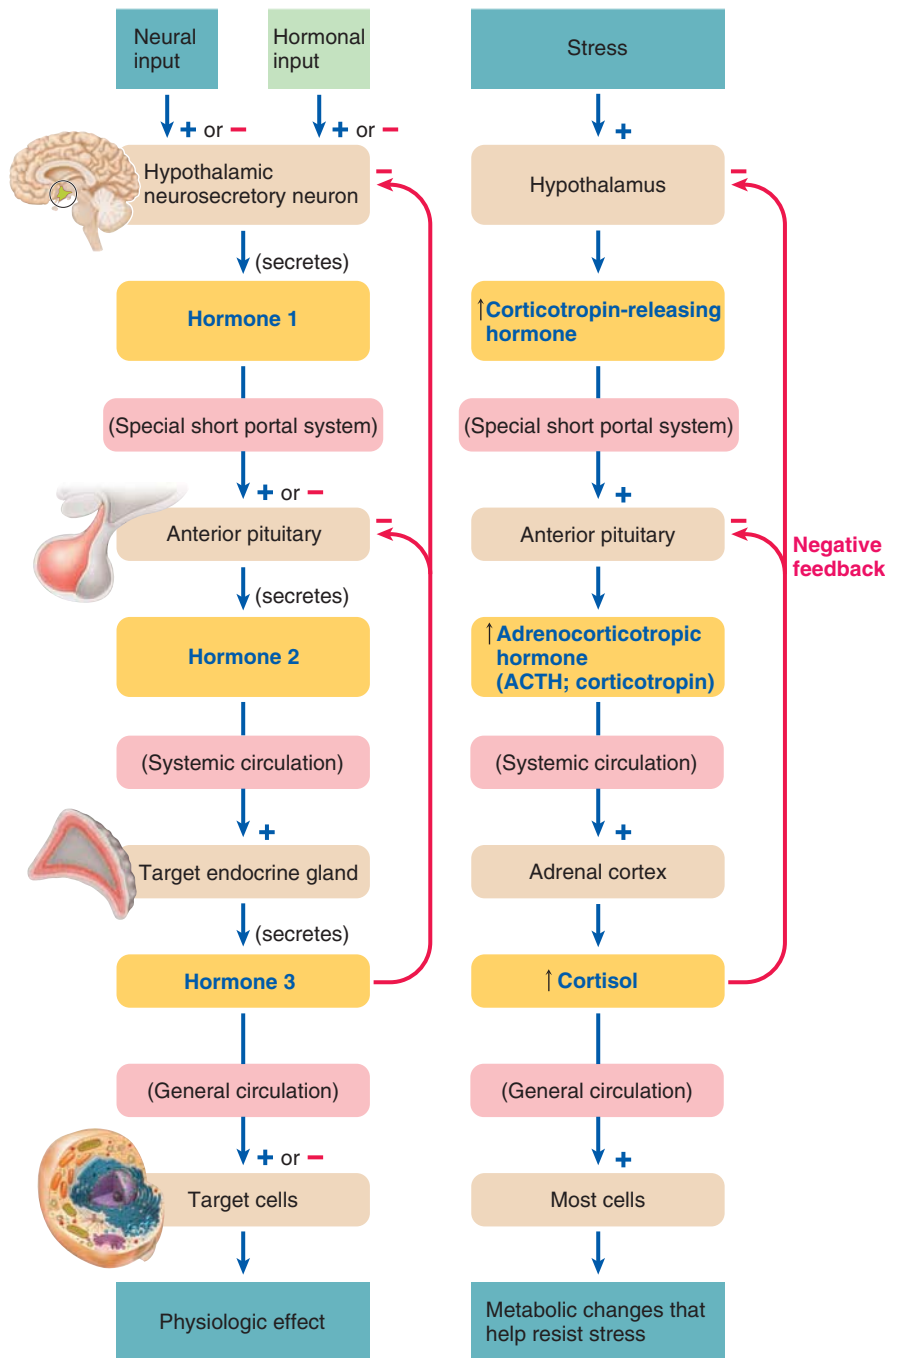 Neural
input
Hormonal
input
+ or −
+ or −
Hypothalamic
neurosecretory neuron
−
(secretes)
Hormone 1
(Special short portal system)
+ or −
Anterior pituitary
−
(secretes)
Hormone 2
(Systemic circulation)
+
Target endocrine gland
(secretes)
Hormone 3
(General circulation)
+ or −
Target cells
Physiologic effect
Stress
+
Hypothalamus
−
↑Corticotropin-releasing
hormone
(Special short portal system)
+
Anterior pituitary
−
Negative
feedback
↑Adrenocorticotropic
hormone
(ACTH; corticotropin)
(Systemic circulation)
+
Adrenal cortex
↑Cortisol
(General circulation)
+
Most cells
Metabolic changes that
help resist stress